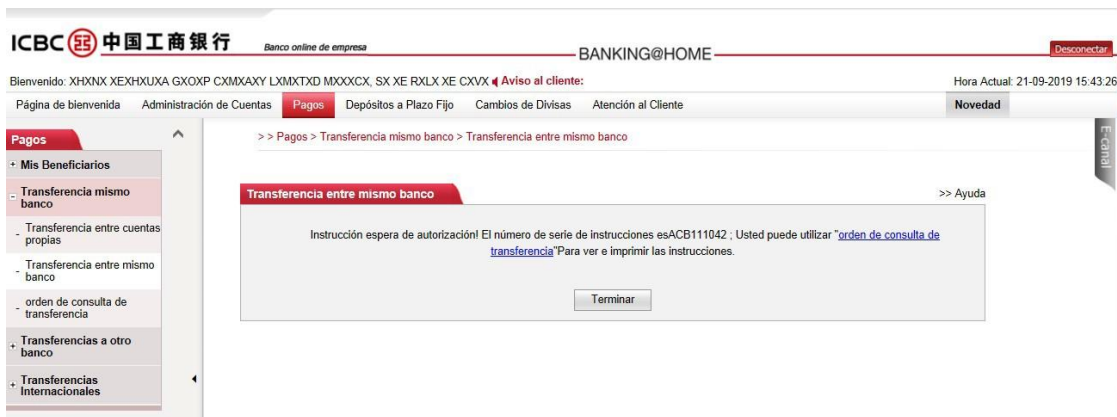 ICBC 中国工商银行 Banco online de empresa BANKING@HOME Desconectar
Bienvenido: XHXNX XEXHXUXA GXOXP CXMXAXY LXMXTXD MXXXCX, SX XE RXLX XE CXVX Aviso al cliente: Hora Actual: 21-09-2019 15:43:26
Página de bienvenida Administración de Cuentas Pagos Depósitos a Plazo Fijo Cambios de Divisas Atención al Cliente Novedad
Pagos
+ Mis Beneficiarios
- Transferencia mismo
banco
- Transferencia entre cuentas
propias
- Transferencia entre mismo
banco
- orden de consulta de
transferencia
+ Transferencias a otro
banco
+ Transferencias
Internacionales
> > Pagos > Transferencia mismo banco > Transferencia entre mismo banco
E-canal
Transferencia entre mismo banco >> Ayuda
Instrucción espera de autorización! El número de serie de instrucciones esACB111042 ; Usted puede utilizar "orden de consulta de
transferencia"Para ver e imprimir las instrucciones.
Terminar